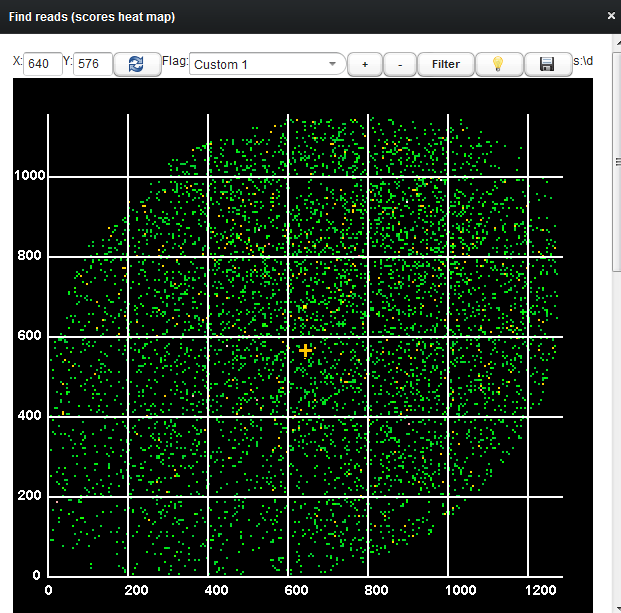 Find reads (scores heat map) ×
X: 640 Y: 576 Flag: Custom 1 + - Filter s:\d
1000
800
600
400
200
0
0 200 400 600 800 1000 1200